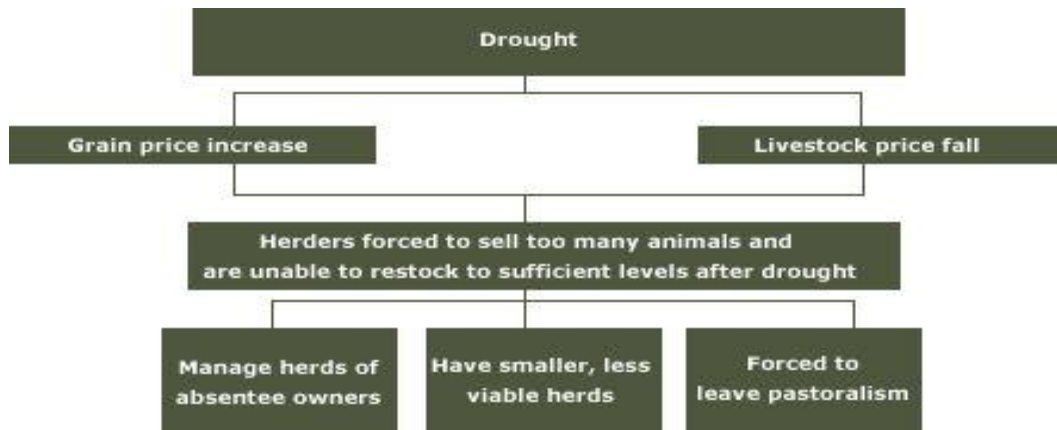 Drought
Grain price increase
Livestock price fall
Herders forced to sell too many animals and
are unable to restock to sufficient levels after drought
Manage herds of
absentee owners
Have smaller, less
viable herds
Forced to
leave pastoralism